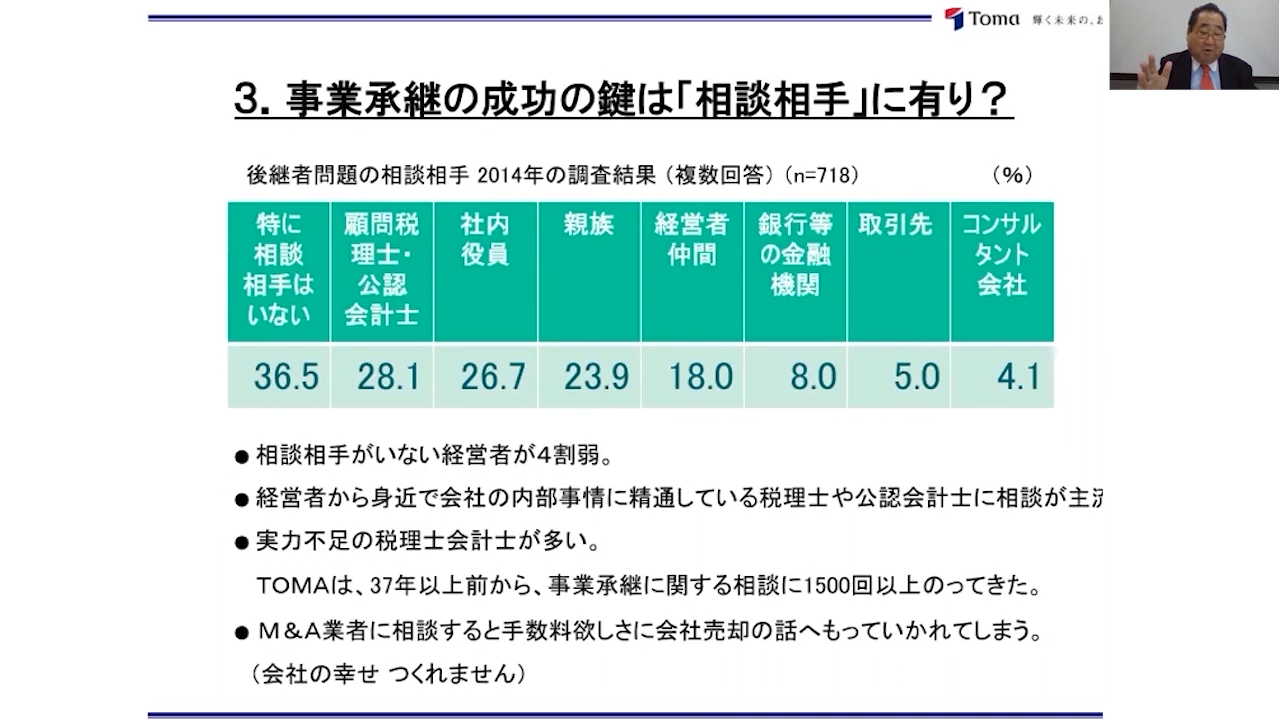 Toma 輝く未来の、お
3. 事業承継の成功の鍵は「相談相手」に有り？
後継者問題の相談相手 2014年の調査結果（複数回答）（n=718） （%）
特に相談相手はいない 顧問税理士・公認会計士 社内役員 親族 経営者仲間 銀行等の金融機関 取引先 コンサルタント会社
36.5 28.1 26.7 23.9 18.0 8.0 5.0 4.1
● 相談相手がいない経営者が４割弱。
● 経営者から身近で会社の内部事情に精通している税理士や公認会計士に相談が主流
● 実力不足の税理士会計士が多い。
ＴＯＭＡは、37年以上前から、事業承継に関する相談に1500回以上のってきた。
● Ｍ＆Ａ業者に相談すると手数料欲しさに会社売却の話へもっていかれてしまう。
（会社の幸せ つくれません）